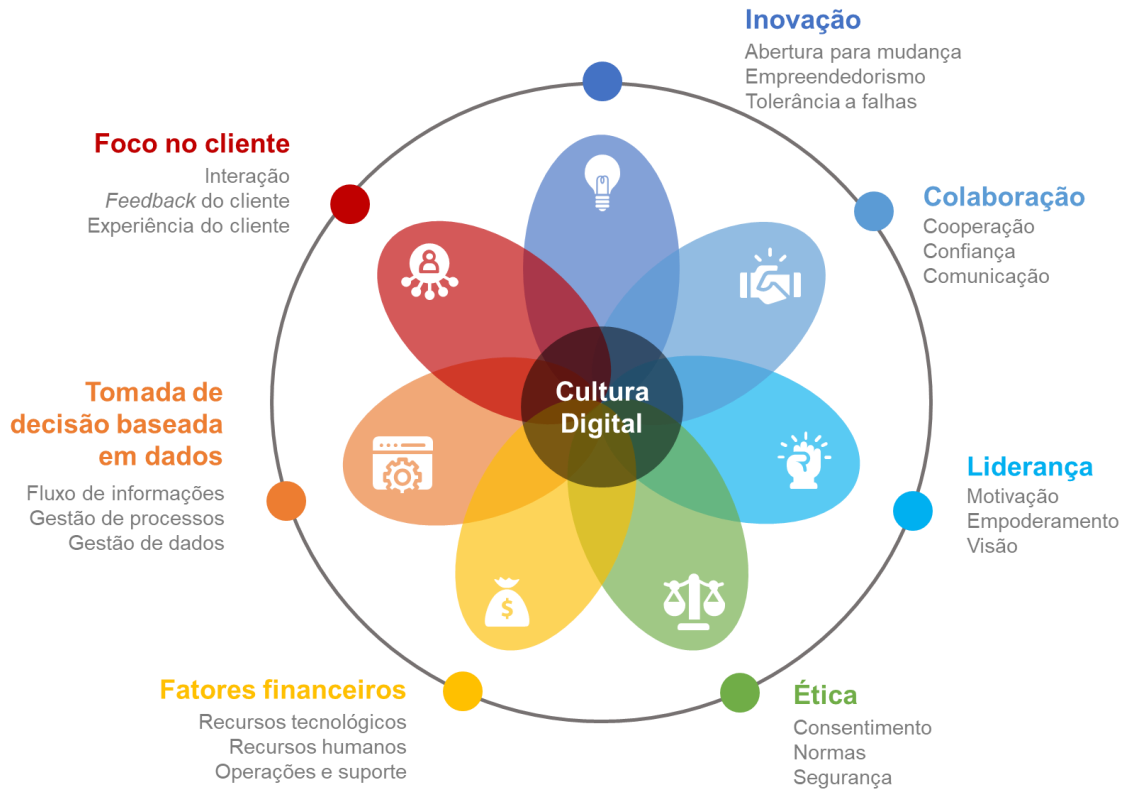 Inovação
Abertura para mudança
Empreendedorismo
Tolerância a falhas
Colaboração
Cooperação
Confiança
Comunicação
Liderança
Motivação
Empoderamento
Visão
Ética
Consentimento
Normas
Segurança
Fatores financeiros
Recursos tecnológicos
Recursos humanos
Operações e suporte
Tomada de
decisão baseada
em dados
Fluxo de informações
Gestão de processos
Gestão de dados
Foco no cliente
Interação
Feedback do cliente
Experiência do cliente
Cultura
Digital
$